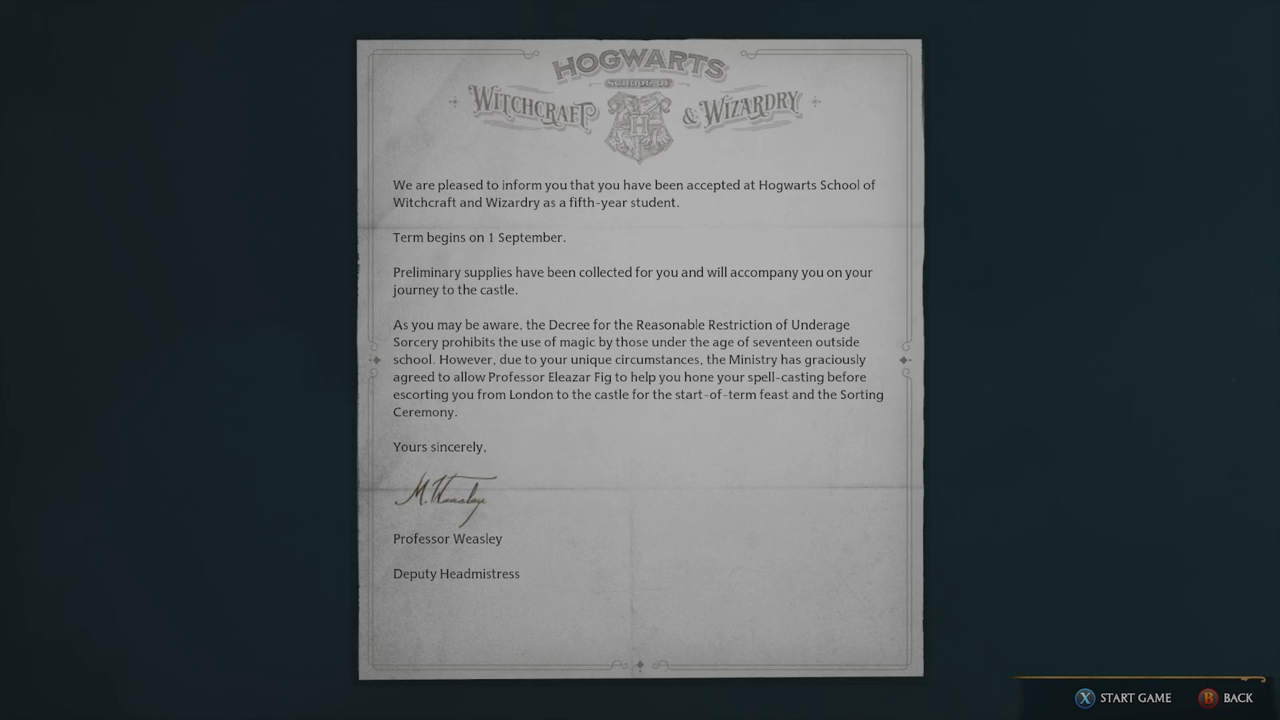 HOGWARTS
SCHOOL OF
WITCHCRAFT & WIZARDRY
H
We are pleased to inform you that you have been accepted at Hogwarts School of
Witchcraft and Wizardry as a fifth-year student.
Term begins on 1 September.
Preliminary supplies have been collected for you and will accompany you on your
journey to the castle.
As you may be aware, the Decree for the Reasonable Restriction of Underage
Sorcery prohibits the use of magic by those under the age of seventeen outside
school. However, due to your unique circumstances, the Ministry has graciously
agreed to allow Professor Eleazar Fig to help you hone your spell-casting before
escorting you from London to the castle for the start-of-term feast and the Sorting
Ceremony.
Yours sincerely,
M. Weasley
Professor Weasley
Deputy Headmistress
X START GAME B BACK